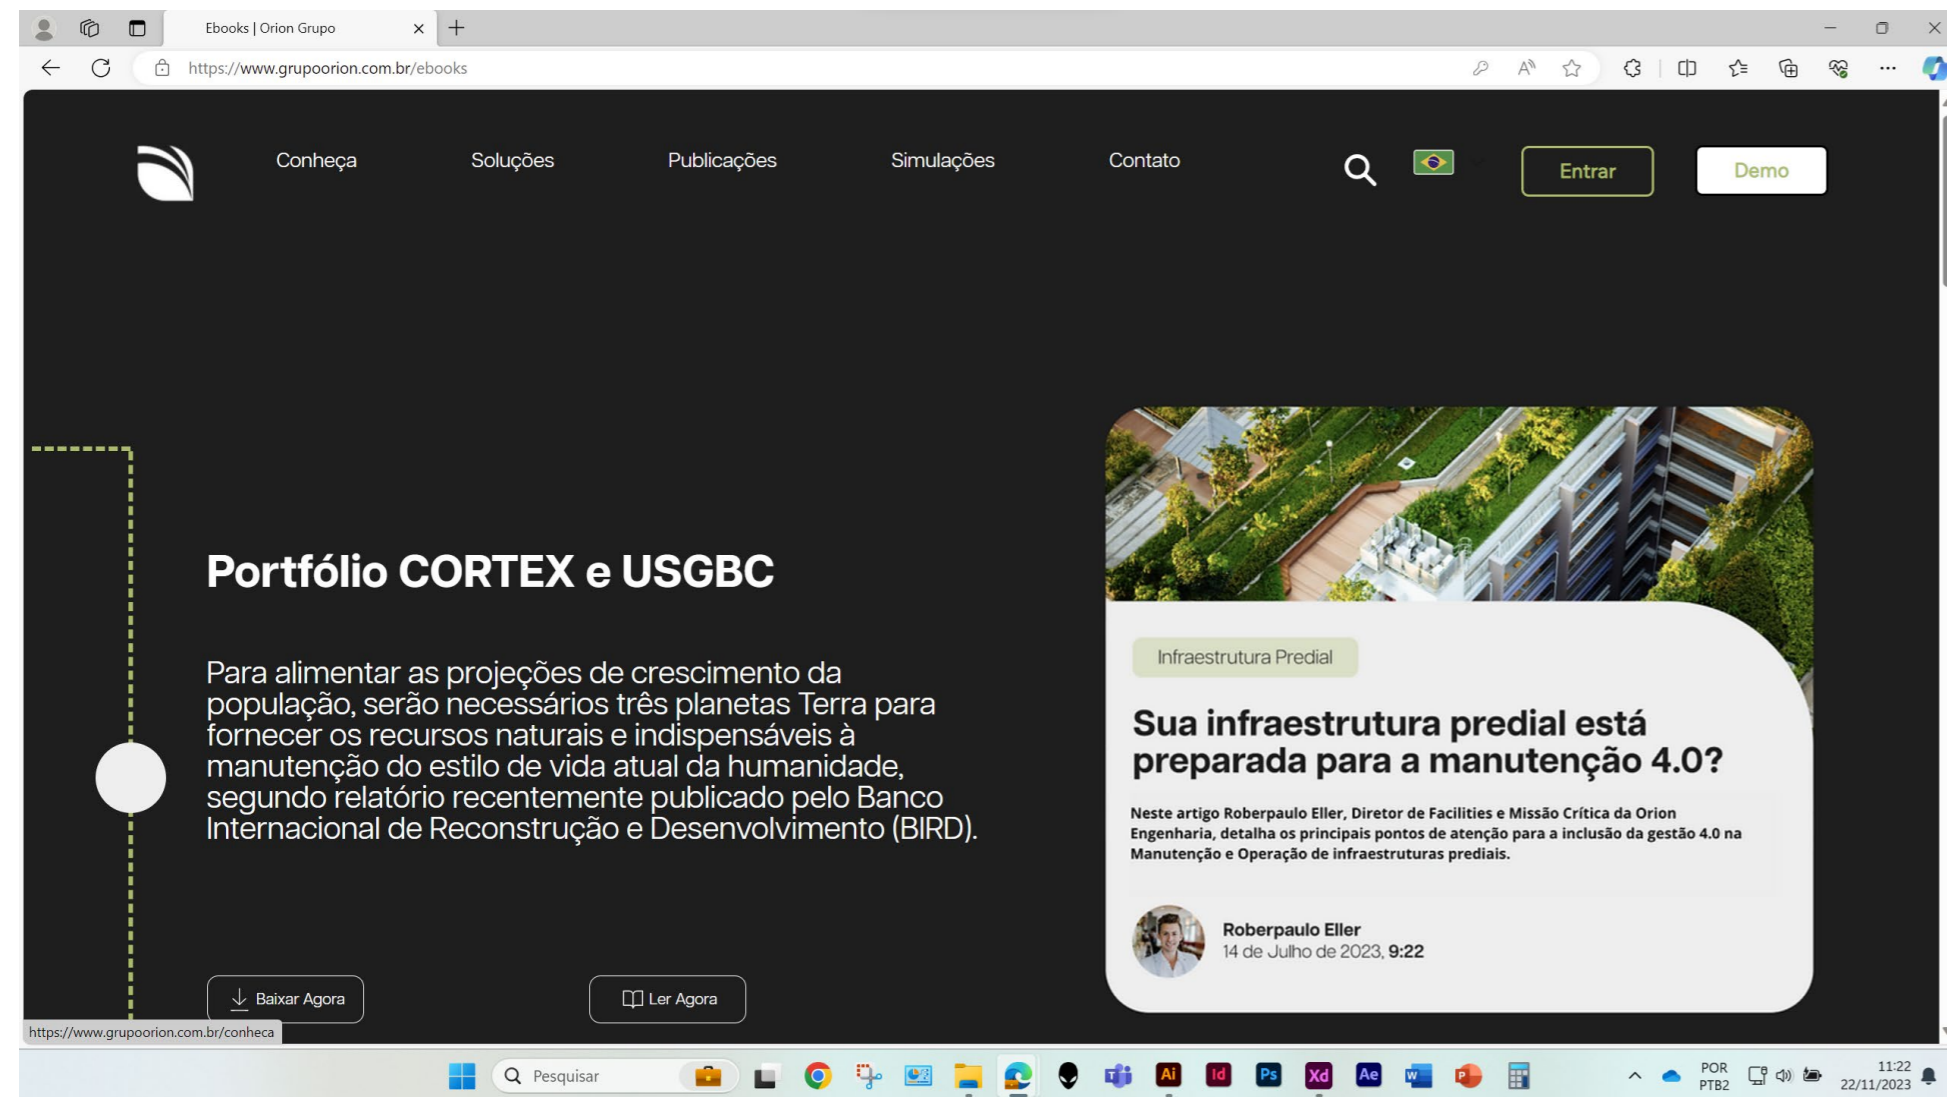 Ebooks | Orion Grupo
https://www.grupoorion.com.br/ebooks
Conheça
Soluções
Publicações
Simulações
Contato
Entrar
Demo
Portfólio CORTEX e USGBC
Para alimentar as projeções de crescimento da
população, serão necessários três planetas Terra para
fornecer os recursos naturais e indispensáveis à
manutenção do estilo de vida atual da humanidade,
segundo relatório recentemente publicado pelo Banco
Internacional de Reconstrução e Desenvolvimento (BIRD).
Baixar Agora
Ler Agora
Infraestrutura Predial
Sua infraestrutura predial está
preparada para a manutenção 4.0?
Neste artigo Roberpaulo Eller, Diretor de Facilities e Missão Crítica da Orion
Engenharia, detalha os principais pontos de atenção para a inclusão da gestão 4.0 na
Manutenção e Operação de infraestruturas prediais.
Roberpaulo Eller
14 de Julho de 2023, 9:22
https://www.grupoorion.com.br/conheca
Pesquisar
Ai
Id
Ps
Xd
Ae
POR
PTB2
11:22
22/11/2023